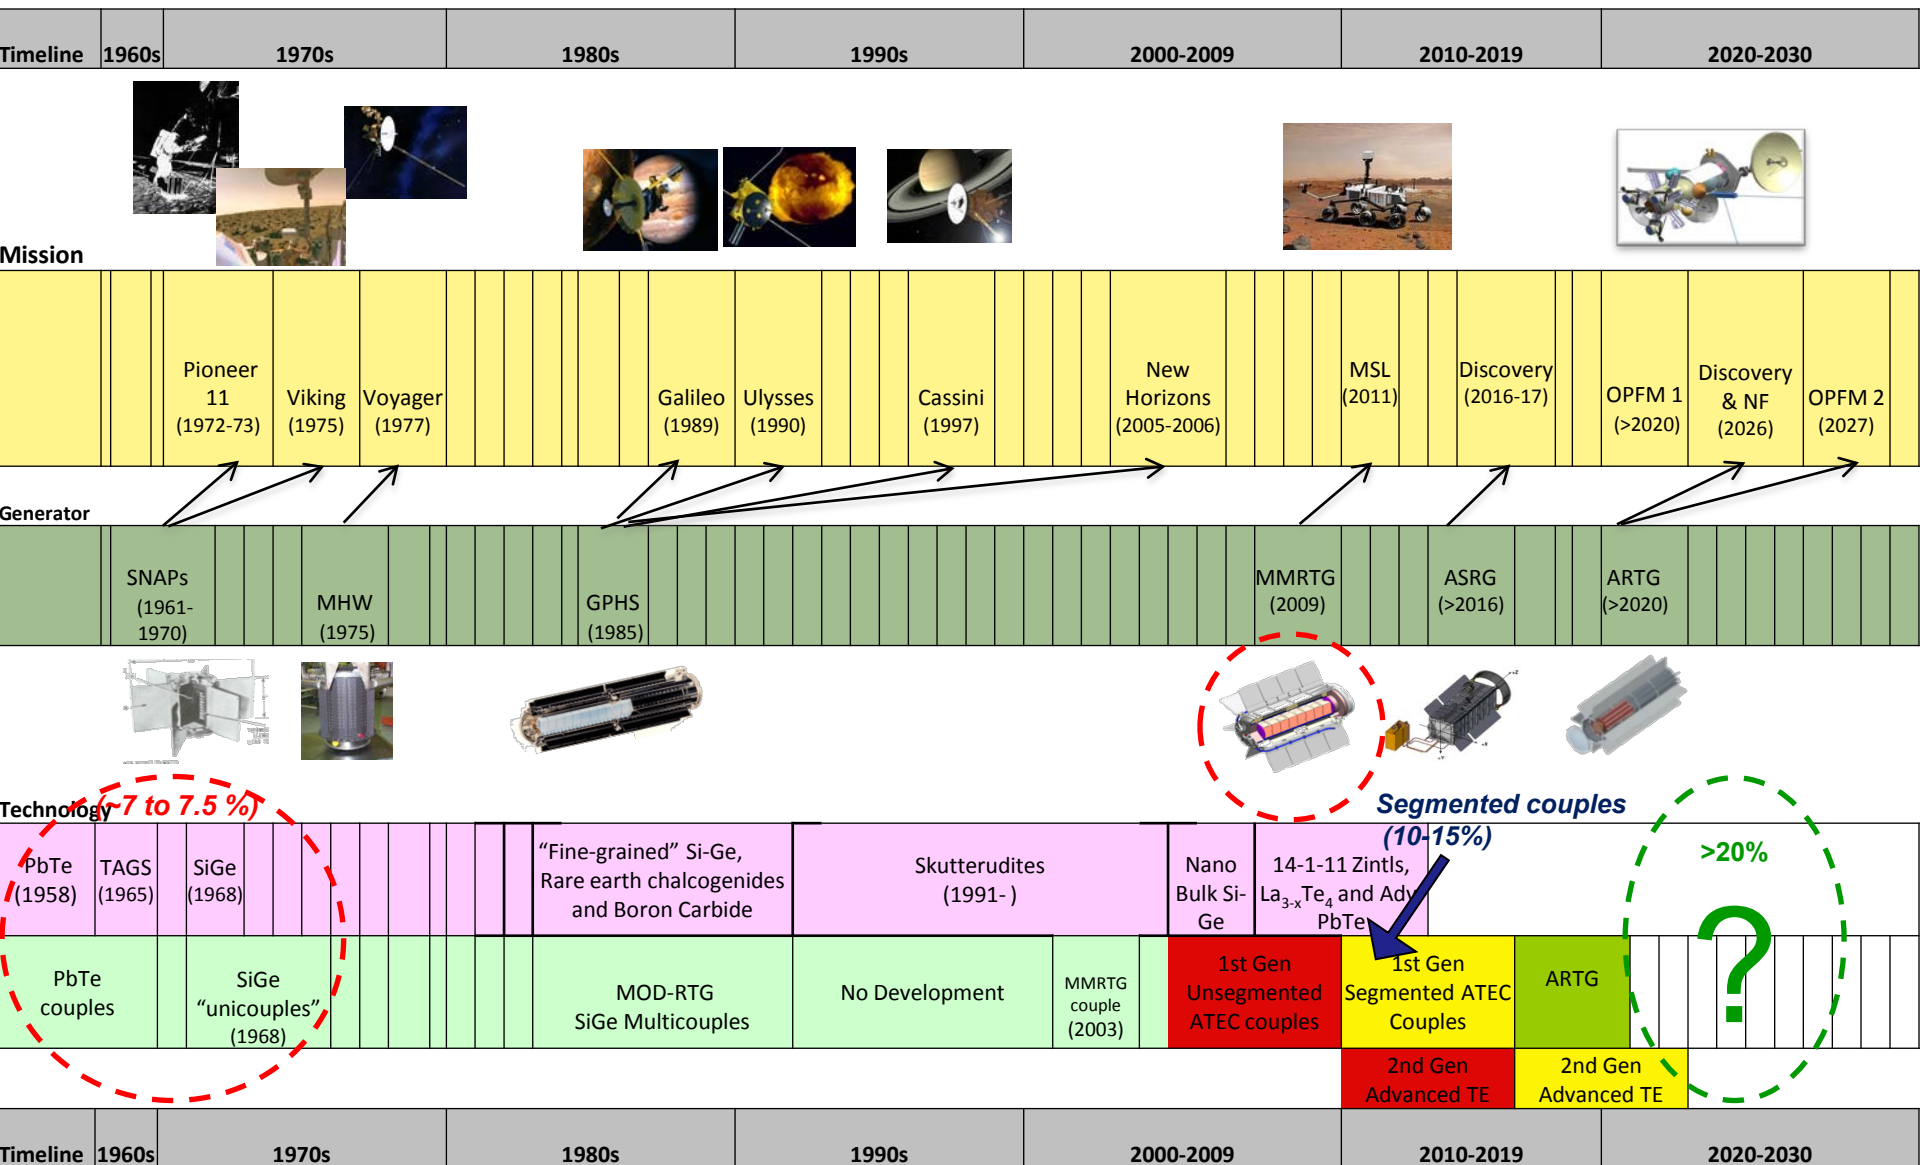 Timeline 1960s 1970s 1980s 1990s 2000-2009 2010-2019 2020-2030
Mission
Pioneer
11
(1972-73)
Viking
(1975)
Voyager
(1977)
Galileo
(1989)
Ulysses
(1990)
Cassini
(1997)
New
Horizons
(2005-2006)
MSL
(2011)
Discovery
(2016-17)
OPFM 1
(>2020)
Discovery
& NF
(2026)
OPFM 2
(2027)
Generator
SNAPs
(1961-
1970)
MHW
(1975)
GPHS
(1985)
MMRTG
(2009)
ASRG
(>2016)
ARTG
(>2020)
Technology
(~7 to 7.5 %)
Segmented couples
(10-15%)
>20%
PbTe
(1958)
TAGS
(1965)
SiGe
(1968)
“Fine-grained” Si-Ge,
Rare earth chalcogenides
and Boron Carbide
Skutterudites
(1991- )
Nano
Bulk Si-
Ge
14-1-11 Zintls,
La3-xTe4 and Adv
PbTe
PbTe
couples
SiGe
“unicouples”
(1968)
MOD-RTG
SiGe Multicouples
No Development
MMRTG
couple
(2003)
1st Gen
Unsegmented
ATEC couples
1st Gen
Segmented ATEC
Couples
ARTG
?
2nd Gen
Advanced TE
2nd Gen
Advanced TE
Timeline 1960s 1970s 1980s 1990s 2000-2009 2010-2019 2020-2030